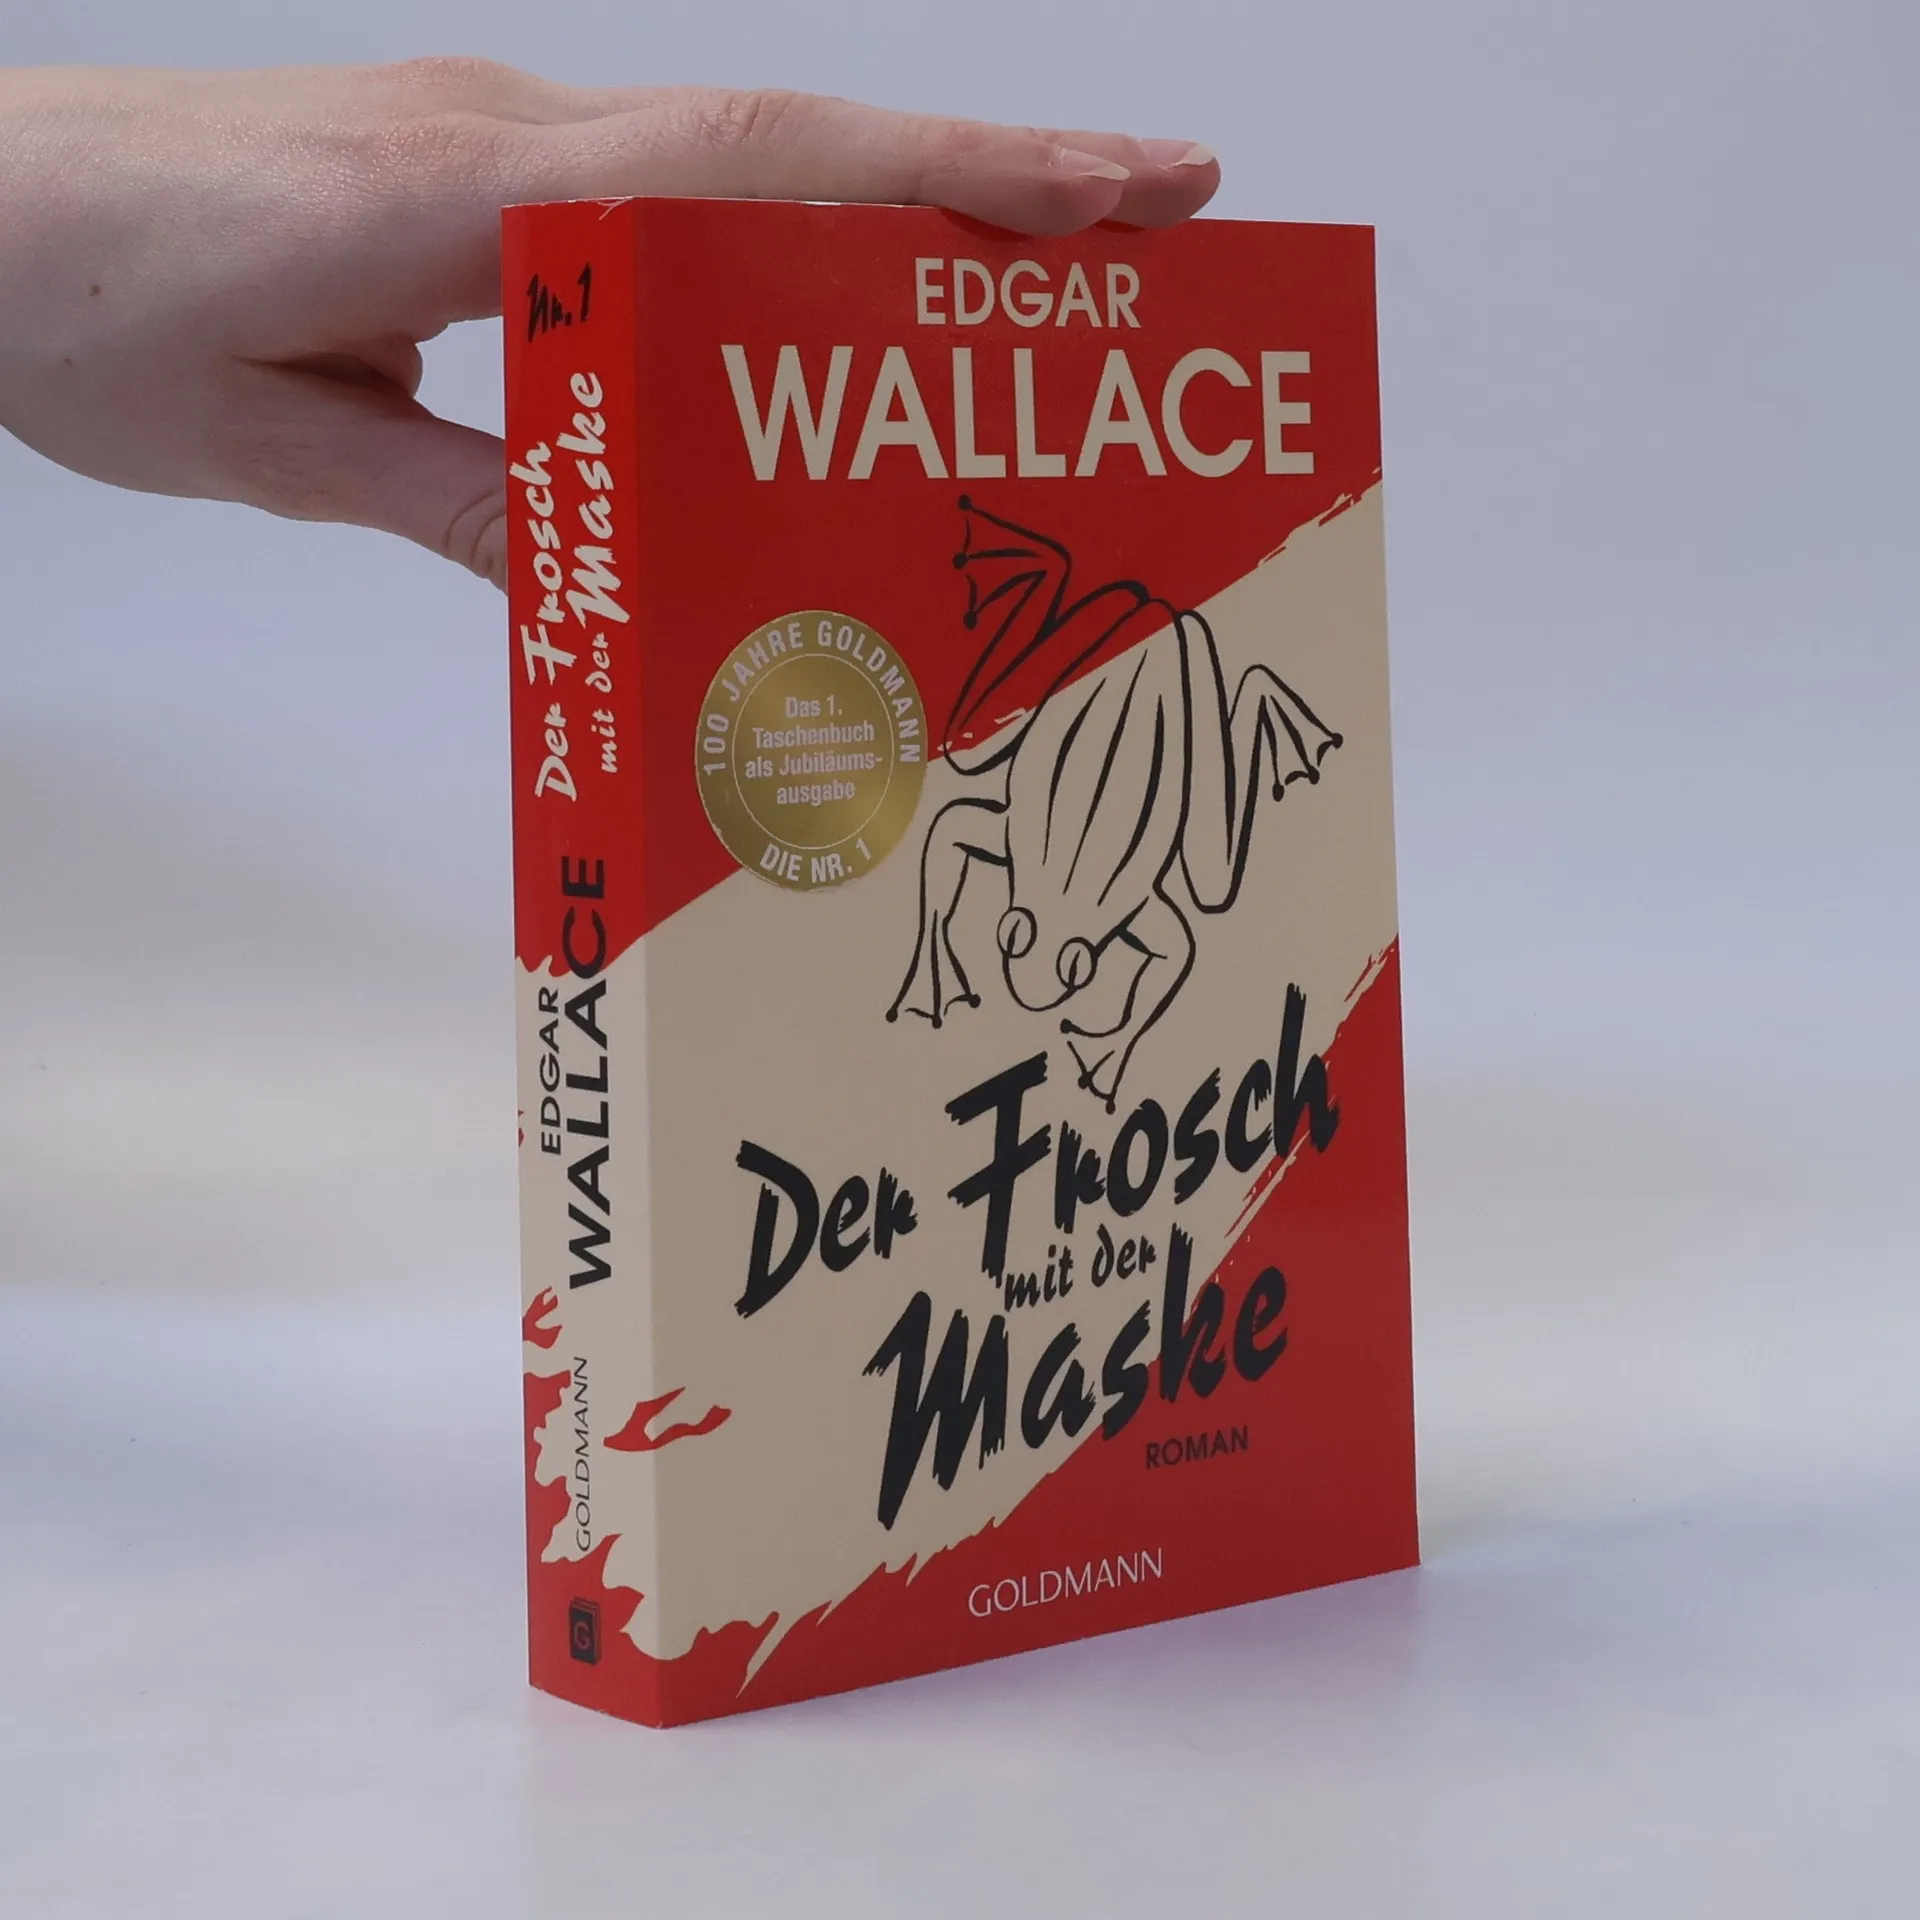 EDGAR
WALLACE
100 JAHRE GOLDMANN
Das 1.
Taschenbuch
als Jubiläums-
ausgabe
DIE NR. 1
Der Frosch
mit der
Maske
ROMAN
GOLDMANN
Nr. 1
Der Frosch
mit der Maske
EDGAR
WALLACE
GOLDMANN
G